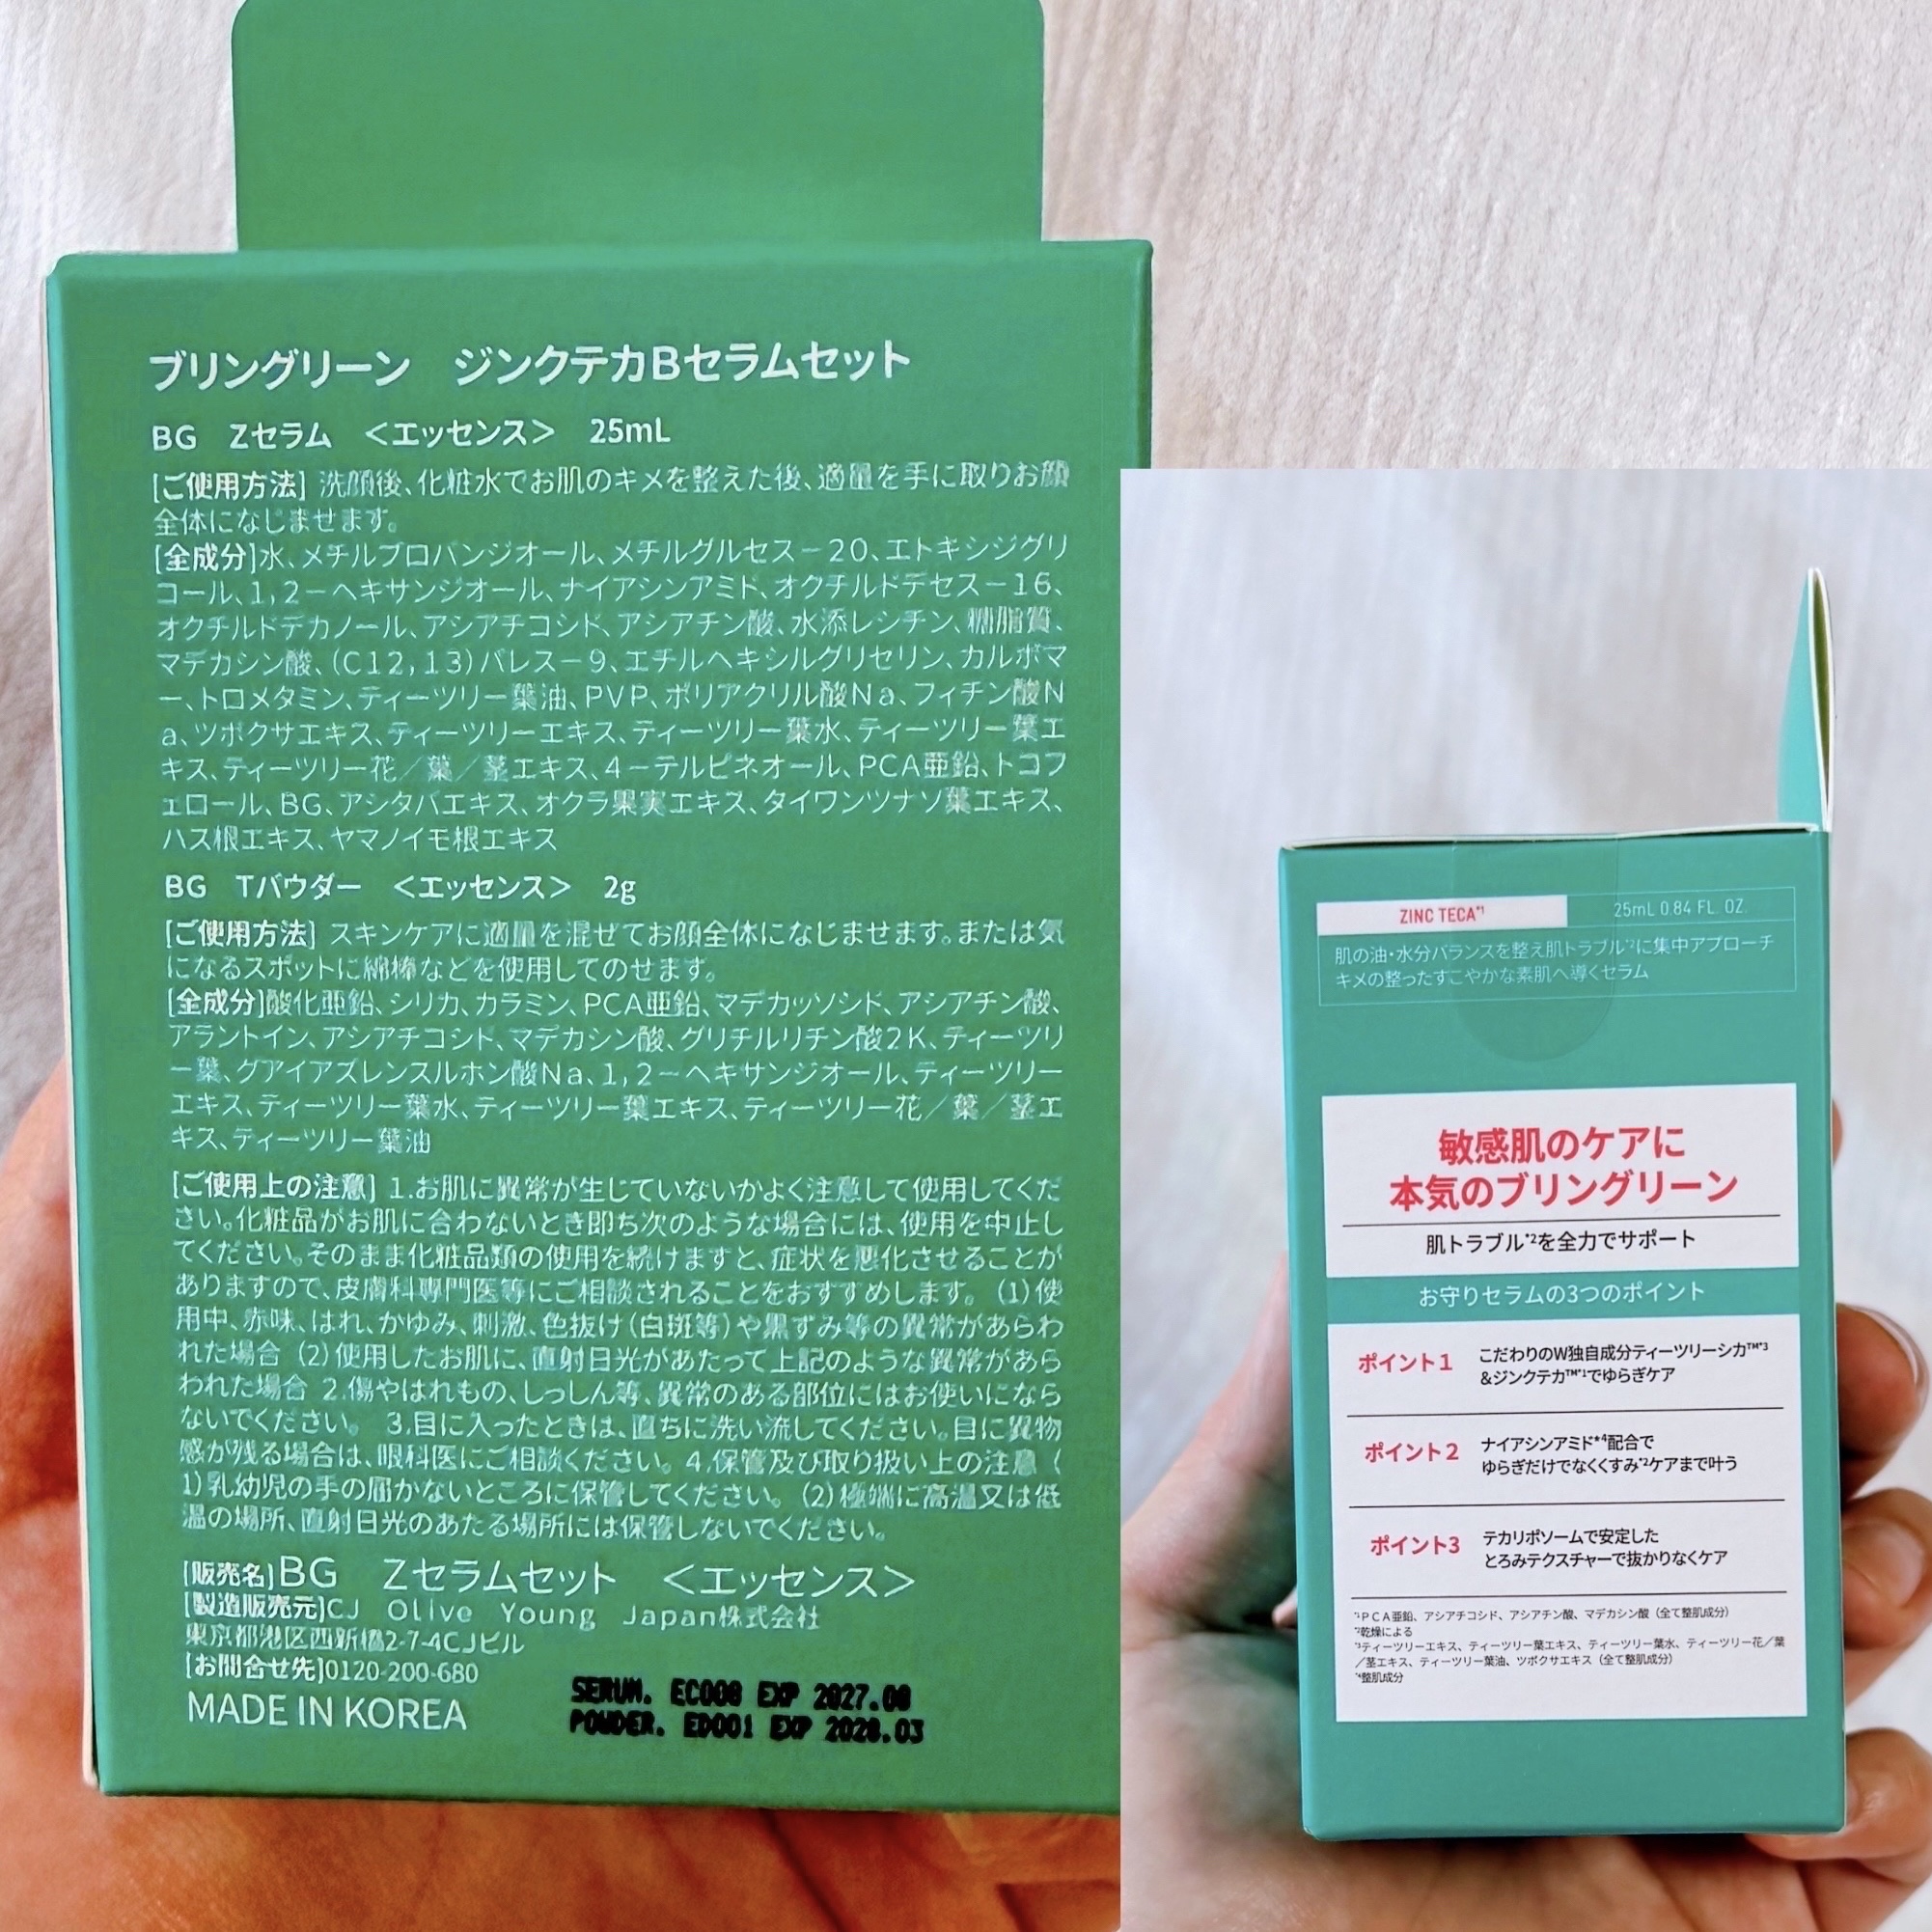 ブリングリーン　ジンクテカBセラムセット
BG　Zセラム　＜エッセンス＞　25mL
[ご使用方法] 洗顔後、化粧水でお肌のキメを整えた後、適量を手に取りお顔
全体になじませます。
[全成分]水、メチルプロパンジオール、メチルグルセス－20、エトキシジグリ
コール、1,2－ヘキサンジオール、ナイアシンアミド、オクチルドデセス－16、
オクチルドデカノール、アシアチコシド、アシアチン酸、水添レシチン、糖脂質、
マデカシン酸、(C12,13)パレス－9、エチルヘキシルグリセリン、カルボマ
ー、トロメタミン、ティーツリー葉油、PVP、ポリアクリル酸Na、フィチン酸N
a、ツボクサエキス、ティーツリーエキス、ティーツリー葉水、ティーツリー葉エ
キス、ティーツリー花／葉／茎エキス、4－テルピネオール、PCA亜鉛、トコフ
ェロール、BG、アシタバエキス、オクラ果実エキス、タイワンツナソ葉エキス、
ハス根エキス、ヤマノイモ根エキス
BG　Tパウダー　＜エッセンス＞　2g
[ご使用方法] スキンケアに適量を混ぜてお顔全体になじませます。または気
になるスポットに綿棒などを使用してのせます。
[全成分]酸化亜鉛、シリカ、カラミン、PCA亜鉛、マデカッソシド、アシアチン酸、
アラントイン、アシアチコシド、マデカシン酸、グリチルリチン酸2K、ティーツリ
ー葉、グアイアズレンスルホン酸Na、1,2－ヘキサンジオール、ティーツリー
エキス、ティーツリー葉水、ティーツリー葉エキス、ティーツリー花／葉／茎エ
キス、ティーツリー葉油
[ご使用上の注意] 1.お肌に異常が生じていないかよく注意して使用してくだ
さい。化粧品がお肌に合わないとき即ち次のような場合には、使用を中止し
てください。そのまま化粧品類の使用を続けますと、症状を悪化させることが
ありますので、皮膚科専門医等にご相談されることをおすすめします。 (1)使
用中、赤味、はれ、かゆみ、刺激、色抜け(白斑等)や黒ずみ等の異常があらわ
れた場合 (2)使用したお肌に、直射日光があたって上記のような異常があら
われた場合 2.傷やはれもの、しっしん等、異常のある部位にはお使いになら
ないでください。 3.目に入ったときは、直ちに洗い流してください。目に異物
感が残る場合は、眼科医にご相談ください。 4.保管及び取り扱い上の注意 (
1)乳幼児の手の届かないところに保管してください。 (2)極端に高温又は低
温の場所、直射日光のあたる場所には保管しないでください。
[販売名]BG　Zセラムセット　＜エッセンス＞
[製造販売元]CJ　Olive　Young　Japan株式会社
東京都港区西新橋2-7-4CJビル
[お問合せ先]0120-200-680
MADE IN KOREA
SERUM. EC008 EXP 2027.08
POWDER. ED001 EXP 2028.03
ZINC TECA*1
25mL 0.84 FL. OZ.
肌の油・水分バランスを整え肌トラブル*2に集中アプローチ
キメの整ったすこやかな素肌へ導くセラム
敏感肌のケアに
本気のブリングリーン
肌トラブル*2を全力でサポート
お守りセラムの3つのポイント
ポイント1
こだわりのW独自成分ティーツリーシカ™*3
&ジンクテカ™*1でゆらぎケア
ポイント2
ナイアシンアミド*4配合で
ゆらぎだけでなくくすみ*2ケアまで叶う
ポイント3
テカリポソームで安定した
とろみテクスチャーで抜かりなくケア
*1PCA亜鉛、アシアチコシド、アシアチン酸、マデカシン酸（全て整肌成分）
*2乾燥による
*3ティーツリーエキス、ティーツリー葉エキス、ティーツリー葉水、ティーツリー花／葉
／茎エキス、ティーツリー葉油、ツボクサエキス（全て整肌成分）
*4整肌成分